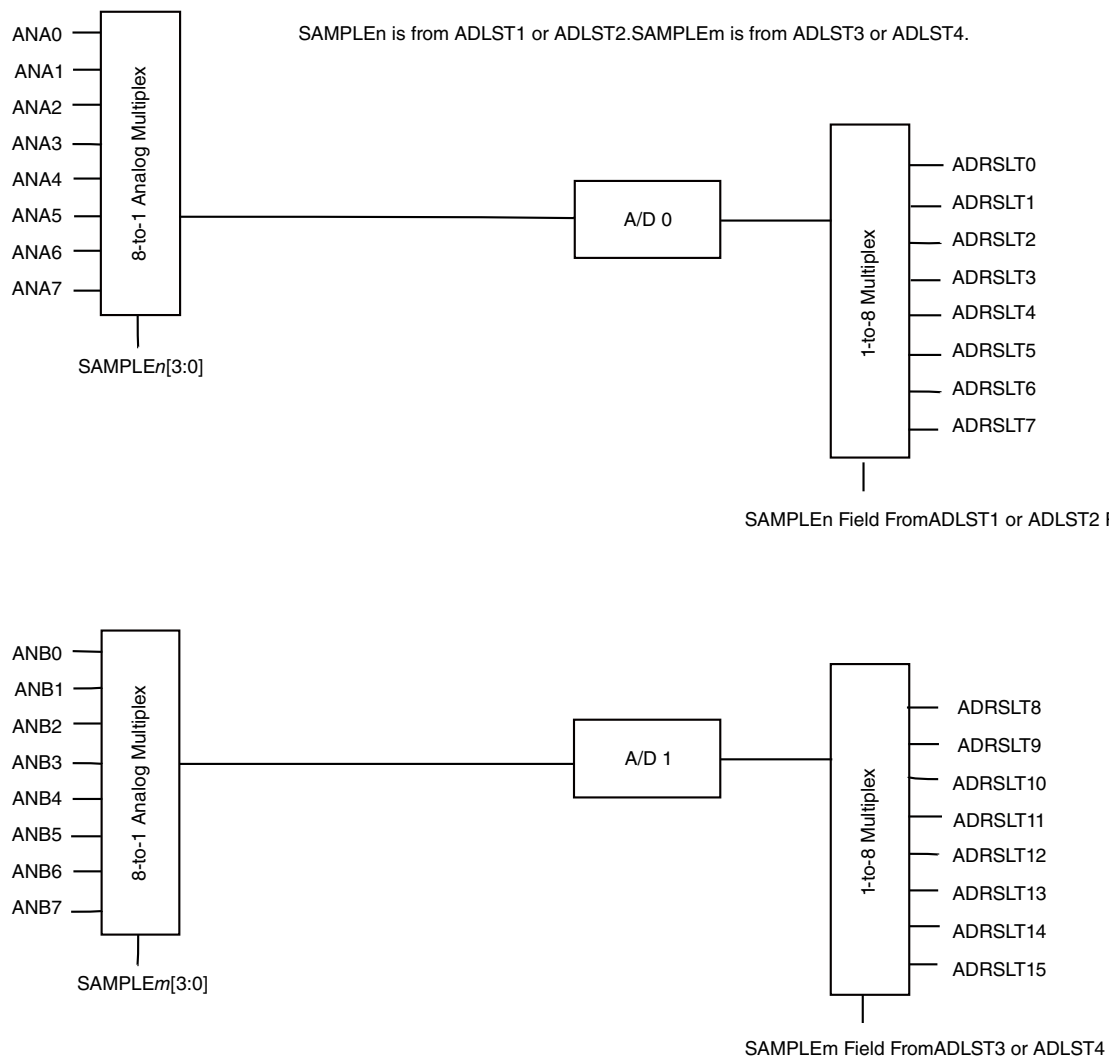 SAMPLEn is from ADLST1 or ADLST2.SAMPLEm is from ADLST3 or ADLST4.
ANA0
ANA1
ANA2
ANA3
ANA4
ANA5
ANA6
ANA7
8-to-1 Analog Multiplex
SAMPLEn[3:0]
A/D 0
1-to-8 Multiplex
ADRSLT0
ADRSLT1
ADRSLT2
ADRSLT3
ADRSLT4
ADRSLT5
ADRSLT6
ADRSLT7
SAMPLEn Field FromADLST1 or ADLST2
ANB0
ANB1
ANB2
ANB3
ANB4
ANB5
ANB6
ANB7
8-to-1 Analog Multiplex
SAMPLEm[3:0]
A/D 1
1-to-8 Multiplex
ADRSLT8
ADRSLT9
ADRSLT10
ADRSLT11
ADRSLT12
ADRSLT13
ADRSLT14
ADRSLT15
SAMPLEm Field FromADLST3 or ADLST4